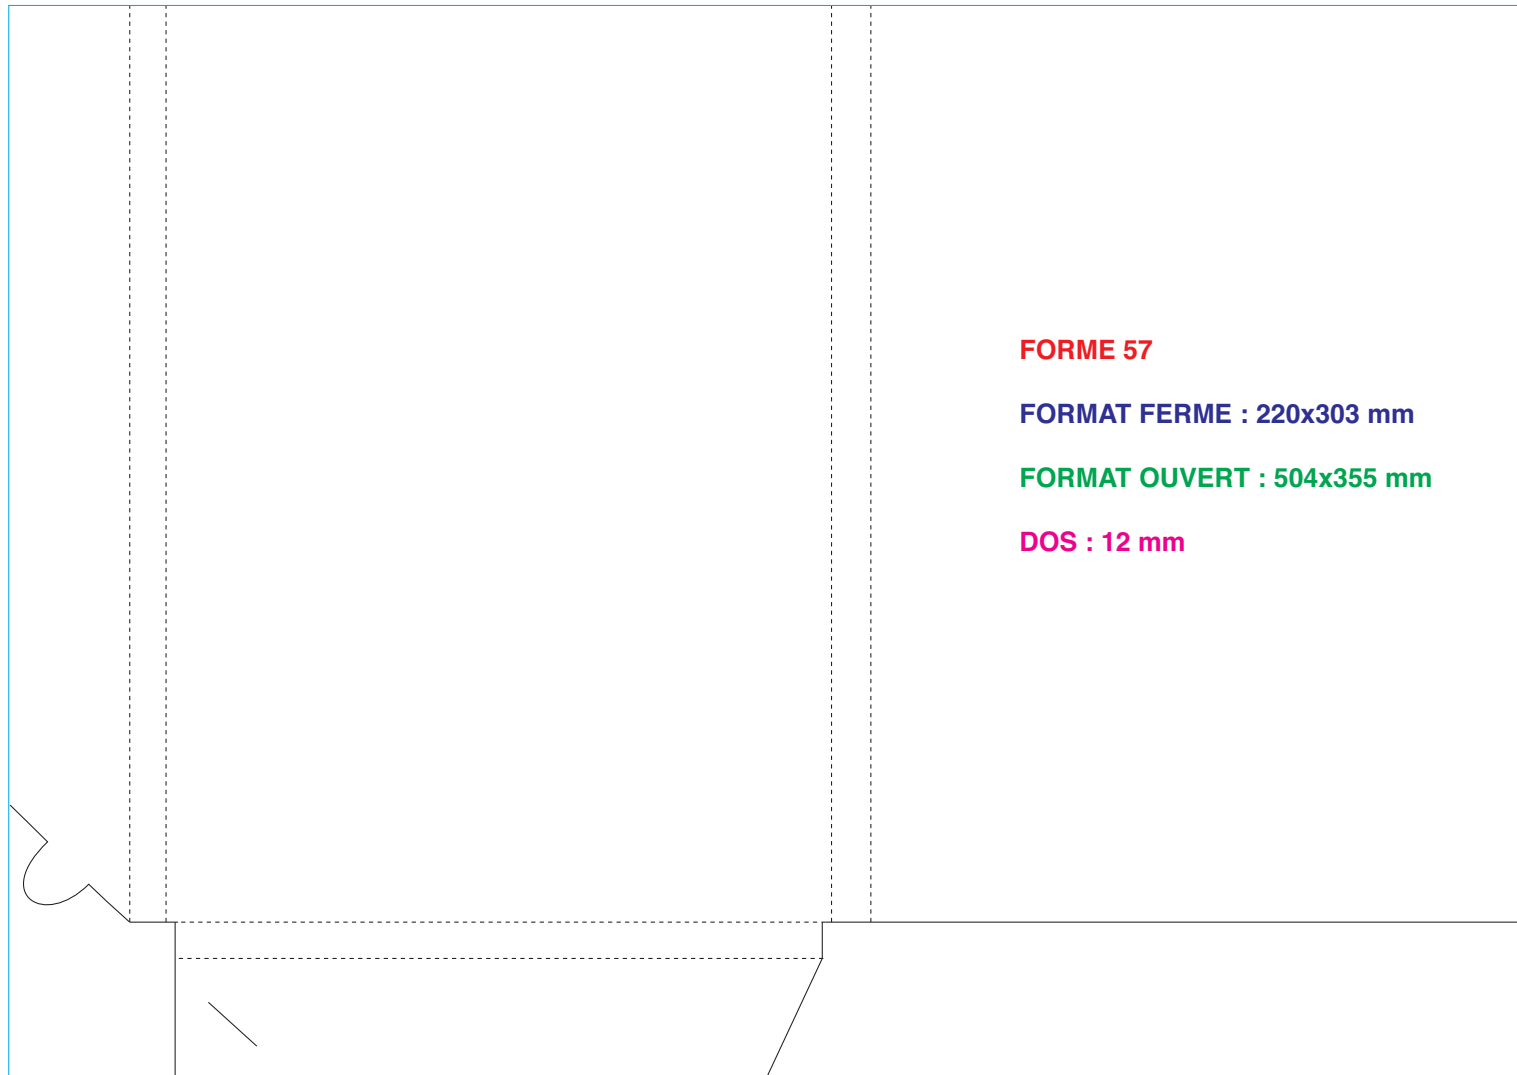 FORME 57
FORMAT FERME : 220x303 mm
FORMAT OUVERT : 504x355 mm
DOS : 12 mm